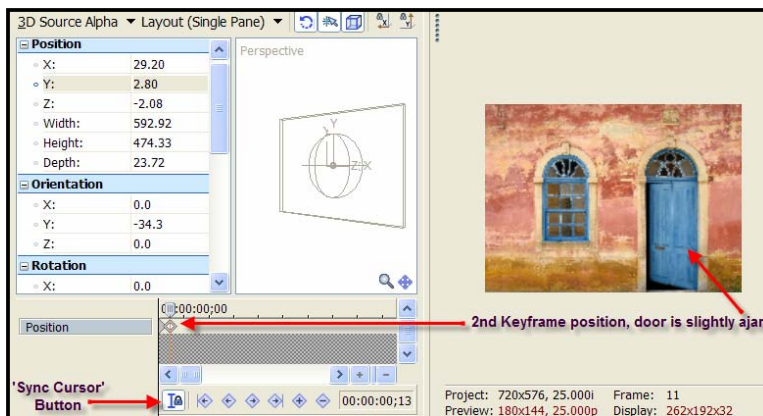 3D Source Alpha Layout (Single Pane)
Position
X: 29.20
Y: 2.80
Z: -2.08
Width: 592.92
Height: 474.33
Depth: 23.72
Orientation
X: 0.0
Y: -34.3
Z: 0.0
Rotation
X: 0.0
Perspective
Y
Z X
00:00:00;00
Position
2nd Keyframe position, door is slightly ajar
'Sync Cursor'
Button
00:00:00;13
Project: 720x576, 25.000i Frame: 11
Preview: 180x144, 25.000p Display: 262x192x32